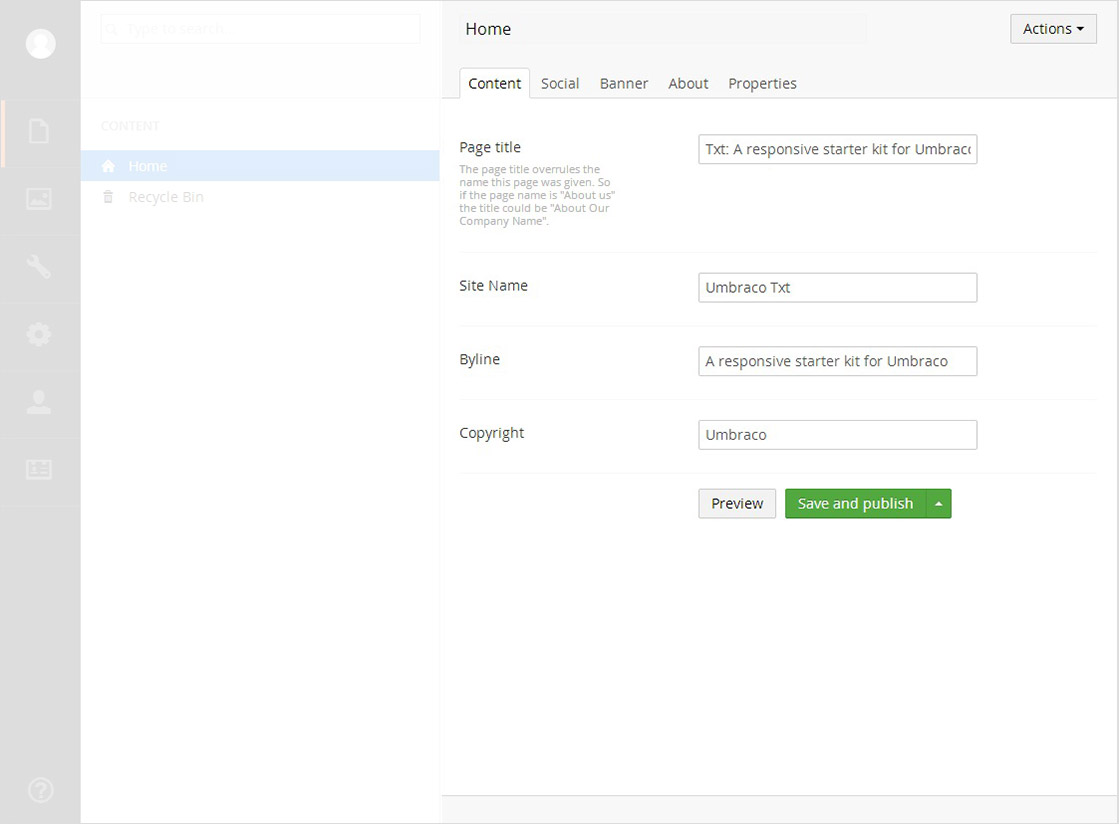 Type to search
CONTENT
Home
Recycle Bin
Home
Actions
Content Social Banner About Properties
Page title
The page title overrules the
name this page was given. So
if the page name is "About us"
the title could be "About Our
Company Name".
Txt: A responsive starter kit for Umbraco
Site Name
Umbraco Txt
Byline
A responsive starter kit for Umbraco
Copyright
Umbraco
Preview
Save and publish